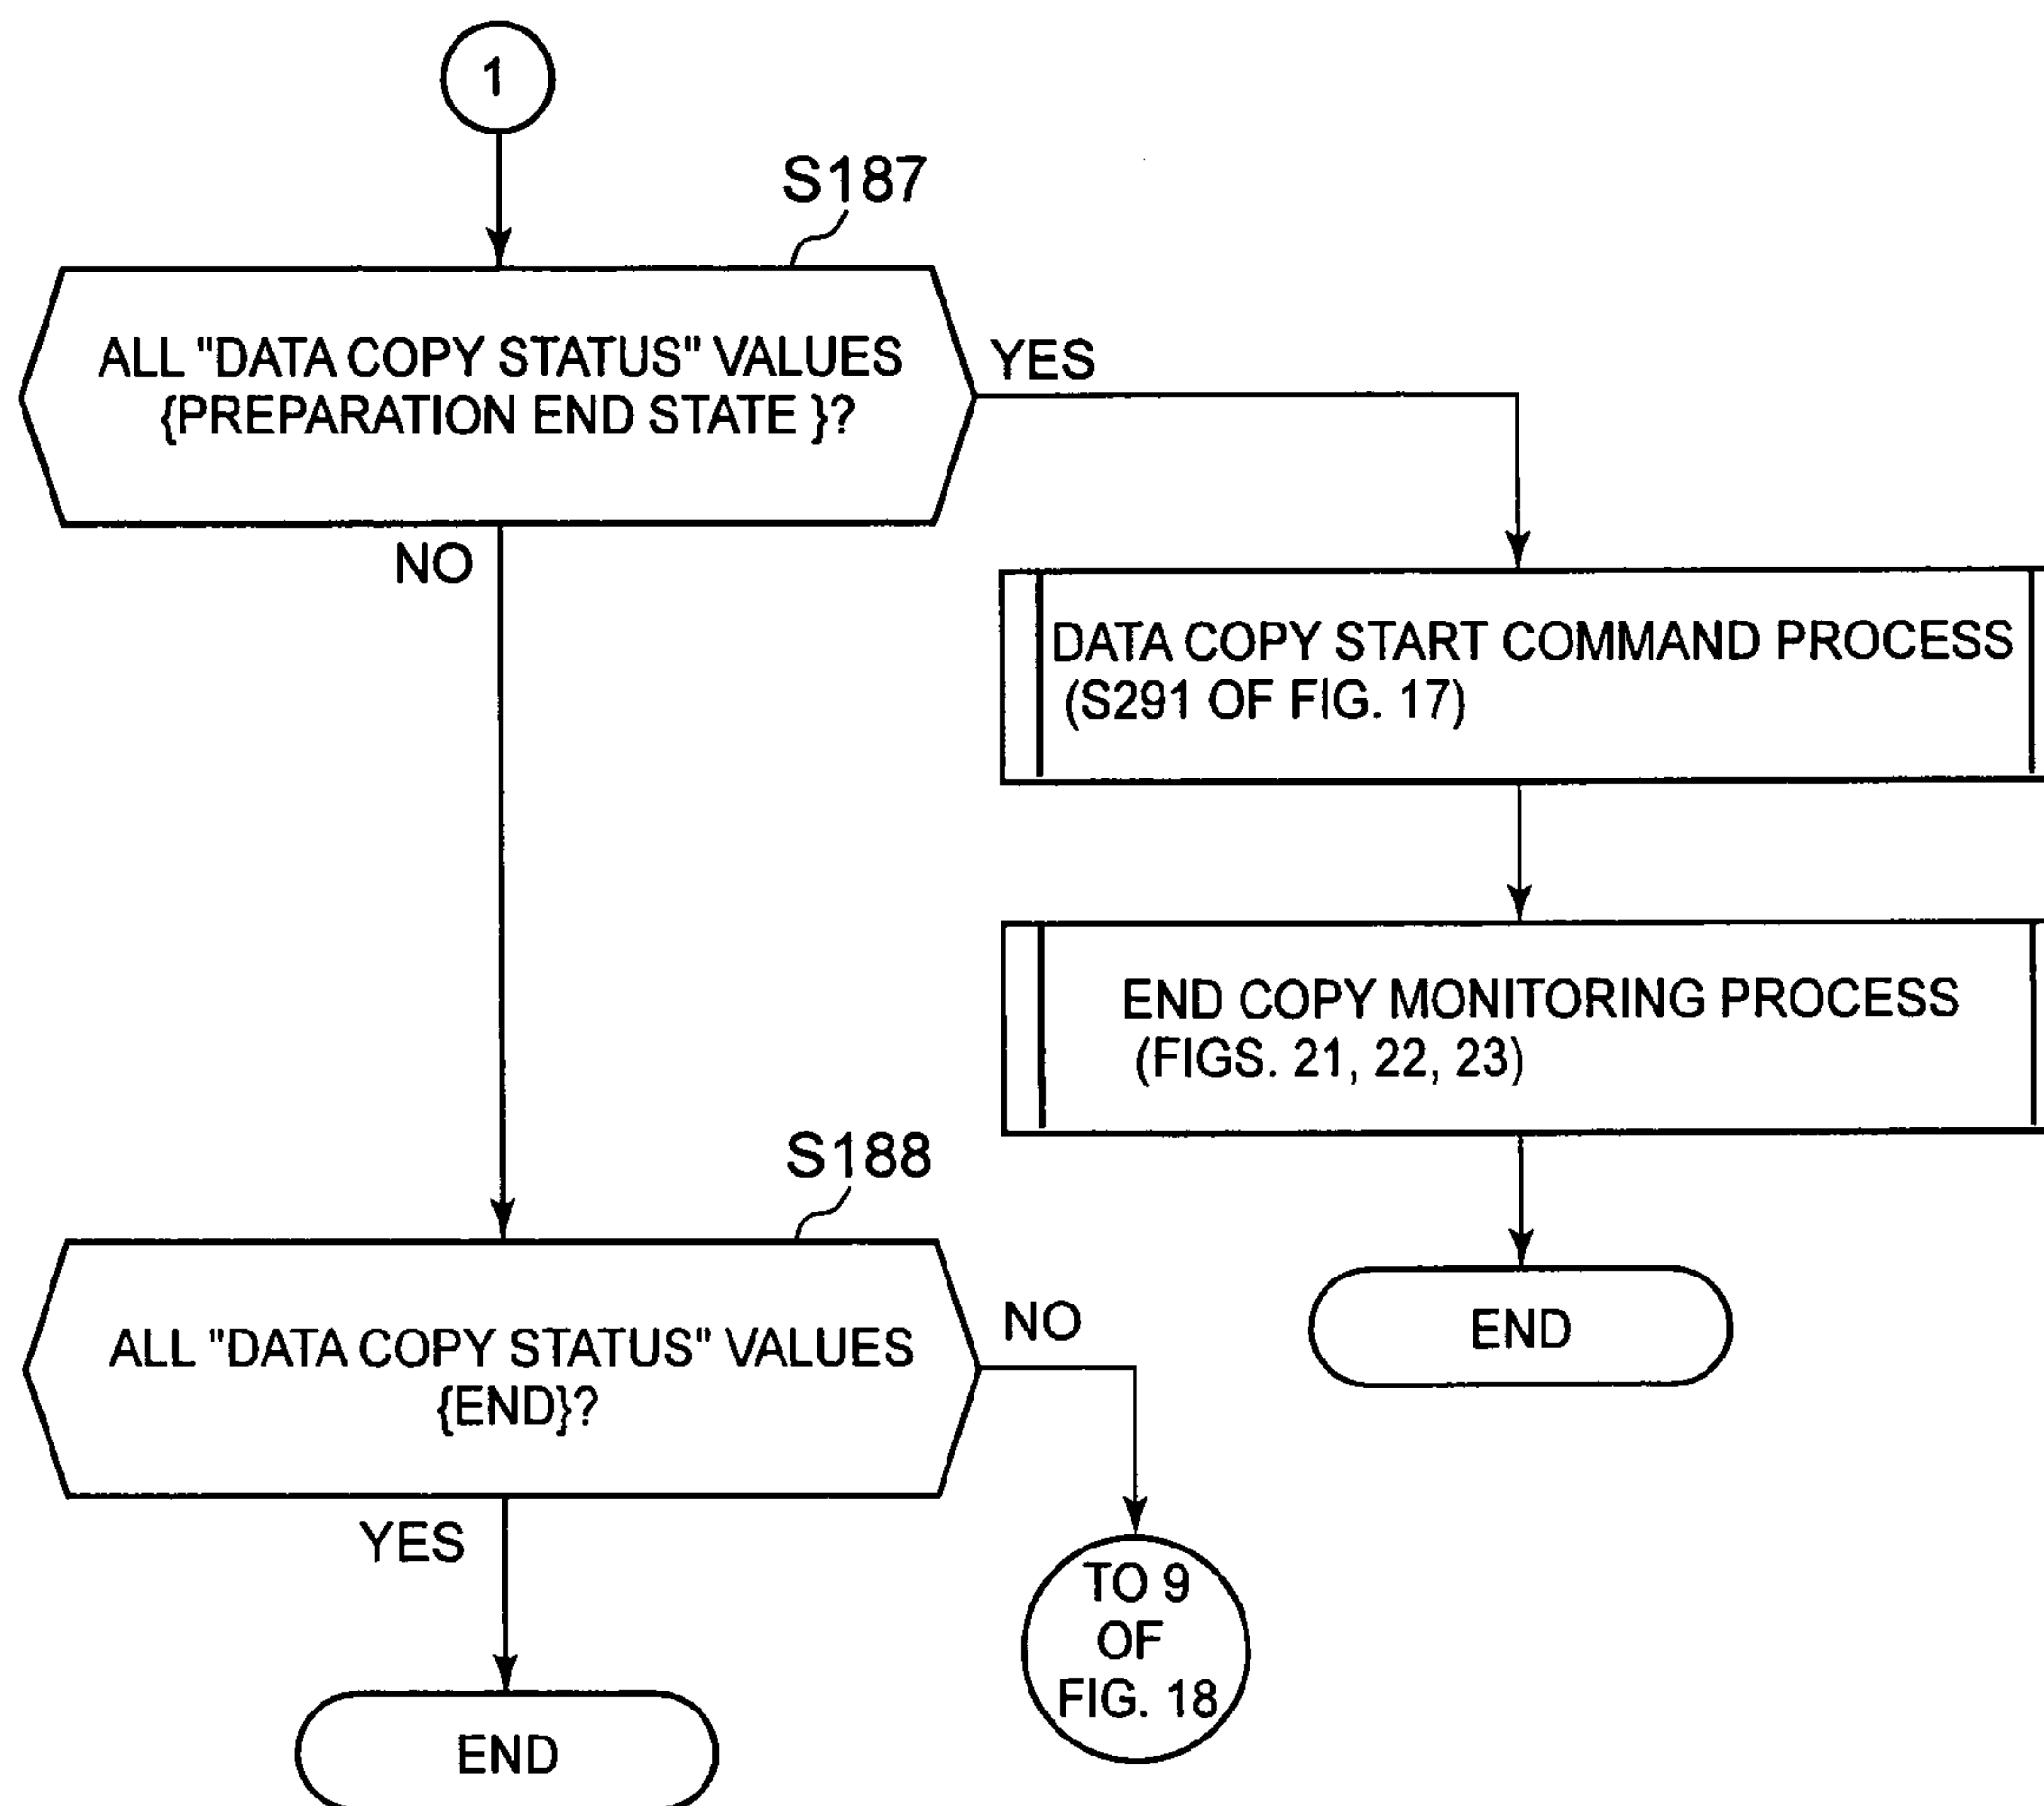 1
S187
ALL "DATA COPY STATUS" VALUES
{PREPARATION END STATE }?
YES
NO
DATA COPY START COMMAND PROCESS
(S291 OF FIG. 17)
END COPY MONITORING PROCESS
(FIGS. 21, 22, 23)
END
S188
ALL "DATA COPY STATUS" VALUES
{END}?
NO
YES
TO 9
OF
FIG. 18
END